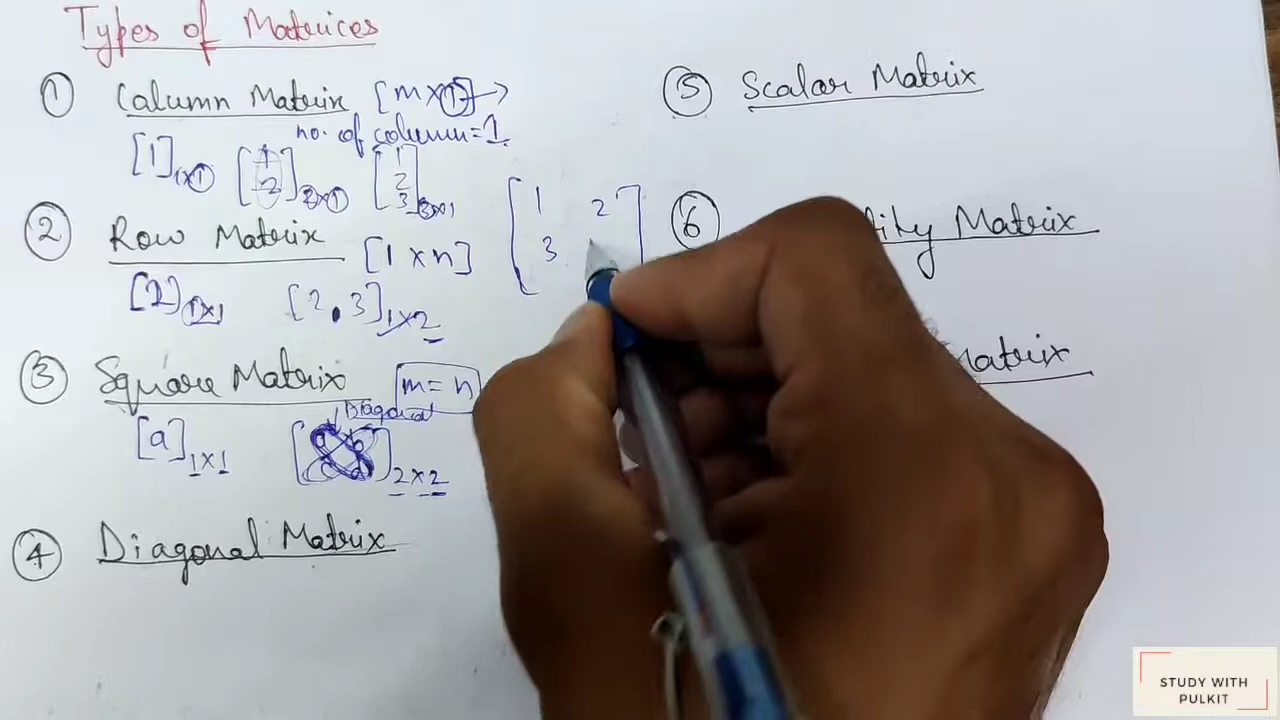 Types of Matrices
① Column Matrix [m×1] →
no. of column=1.
[1]1×1 [1 2]2×1 [1 2 3]3×1
② Row Matrix [1×n]
[2]1×1 [2, 3]1×2
[1 2
3
③ Square Matrix m=n
Diagonal
[a]1×1 [a b c d]2×2
④ Diagonal Matrix
⑤ Scalar Matrix
⑥ tity Matrix
Matrix
STUDY WITH
PULKIT